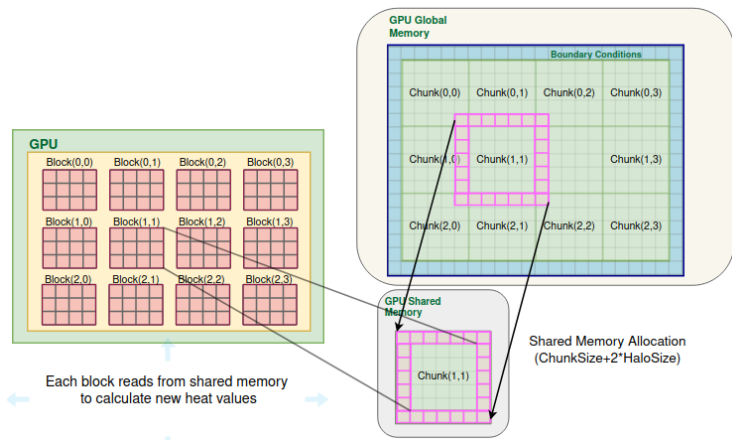 GPU Global
Memory
Boundary Conditions
Chunk(0,0) Chunk(0,1) Chunk(0,2) Chunk(0,3)
Chunk(1,0) Chunk(1,1) Chunk(1,3)
Chunk(2,0) Chunk(2,1) Chunk(2,2) Chunk(2,3)
GPU
Block(0,0) Block(0,1) Block(0,2) Block(0,3)
Block(1,0) Block(1,1) Block(1,2) Block(1,3)
Block(2,0) Block(2,1) Block(2,2) Block(2,3)
GPU Shared
Memory
Chunk(1,1)
Shared Memory Allocation
(ChunkSize+2*HaloSize)
Each block reads from shared memory
to calculate new heat values